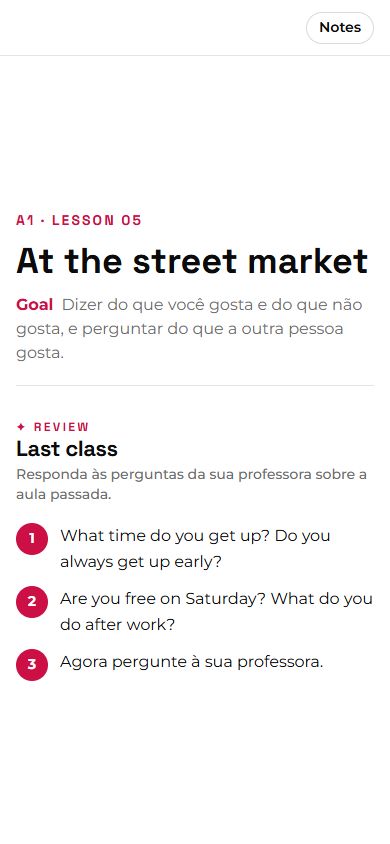 Notes
A1 · LESSON 05
At the street market
Goal Dizer do que você gosta e do que não
gosta, e perguntar do que a outra pessoa
gosta.
✦ REVIEW
Last class
Responda às perguntas da sua professora sobre a
aula passada.
1 What time do you get up? Do you
always get up early?
2 Are you free on Saturday? What do you
do after work?
3 Agora pergunte à sua professora.